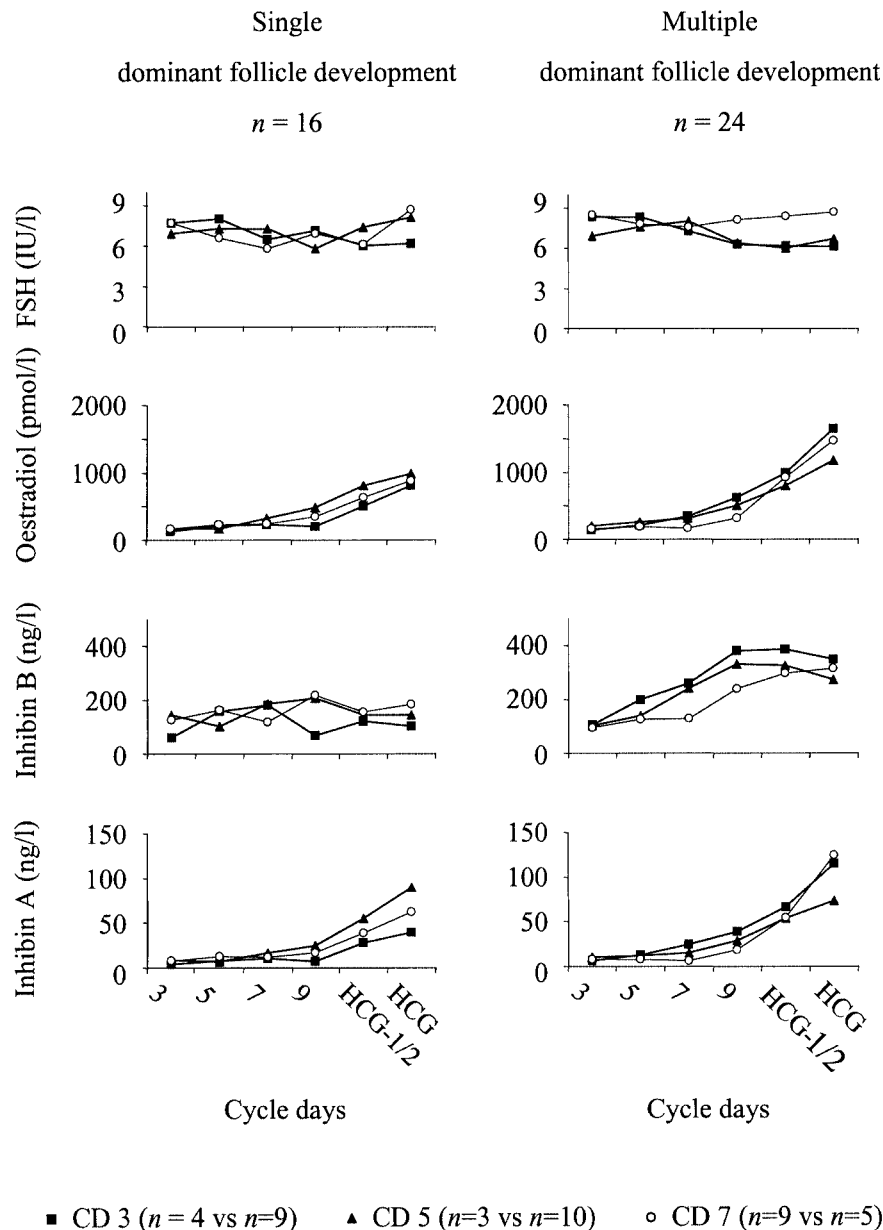 Single
dominant follicle development
n = 16
Multiple
dominant follicle development
n = 24
FSH (IU/l)
9
6
3
0
9
6
3
0
Oestradiol (pmol/l)
2000
1000
0
2000
1000
0
Inhibin B (ng/l)
400
200
0
400
200
0
Inhibin A (ng/l)
150
100
50
0
150
100
50
0
3
5
7
9
HCG-1/2
HCG
3
5
7
9
HCG-1/2
HCG
Cycle days
Cycle days
CD 3 (n = 4 vs n=9)
CD 5 (n=3 vs n=10)
CD 7 (n=9 vs n=5)